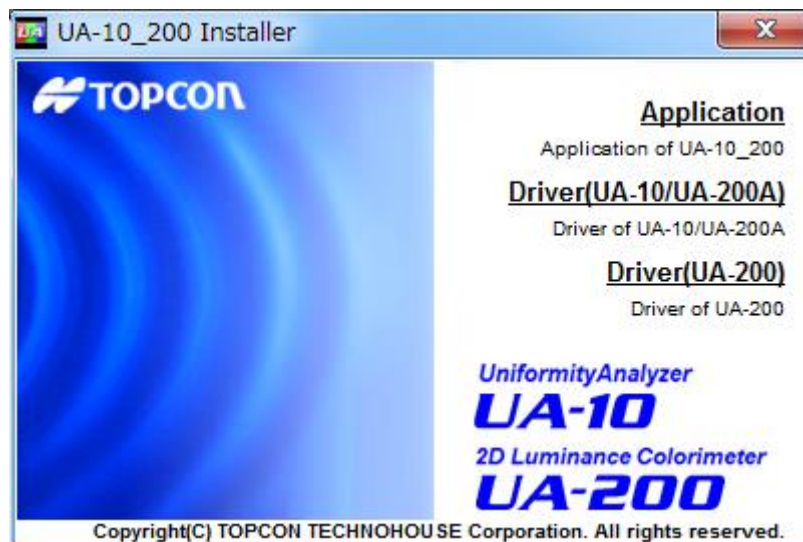 UA-10_200 Installer
TOPCON
Application
Application of UA-10_200
Driver(UA-10/UA-200A)
Driver of UA-10/UA-200A
Driver(UA-200)
Driver of UA-200
UniformityAnalyzer
UA-10
2D Luminance Colorimeter
UA-200
Copyright(C) TOPCON TECHNOHOUSE Corporation. All rights reserved.